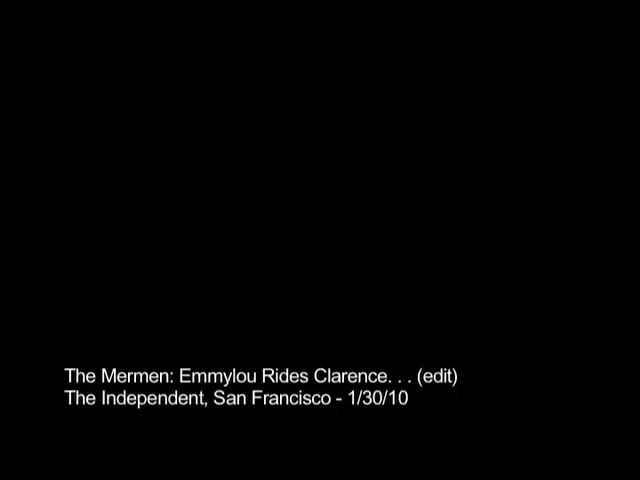 The Mermen: Emmylou Rides Clarence. . . (edit)
The Independent, San Francisco - 1/30/10